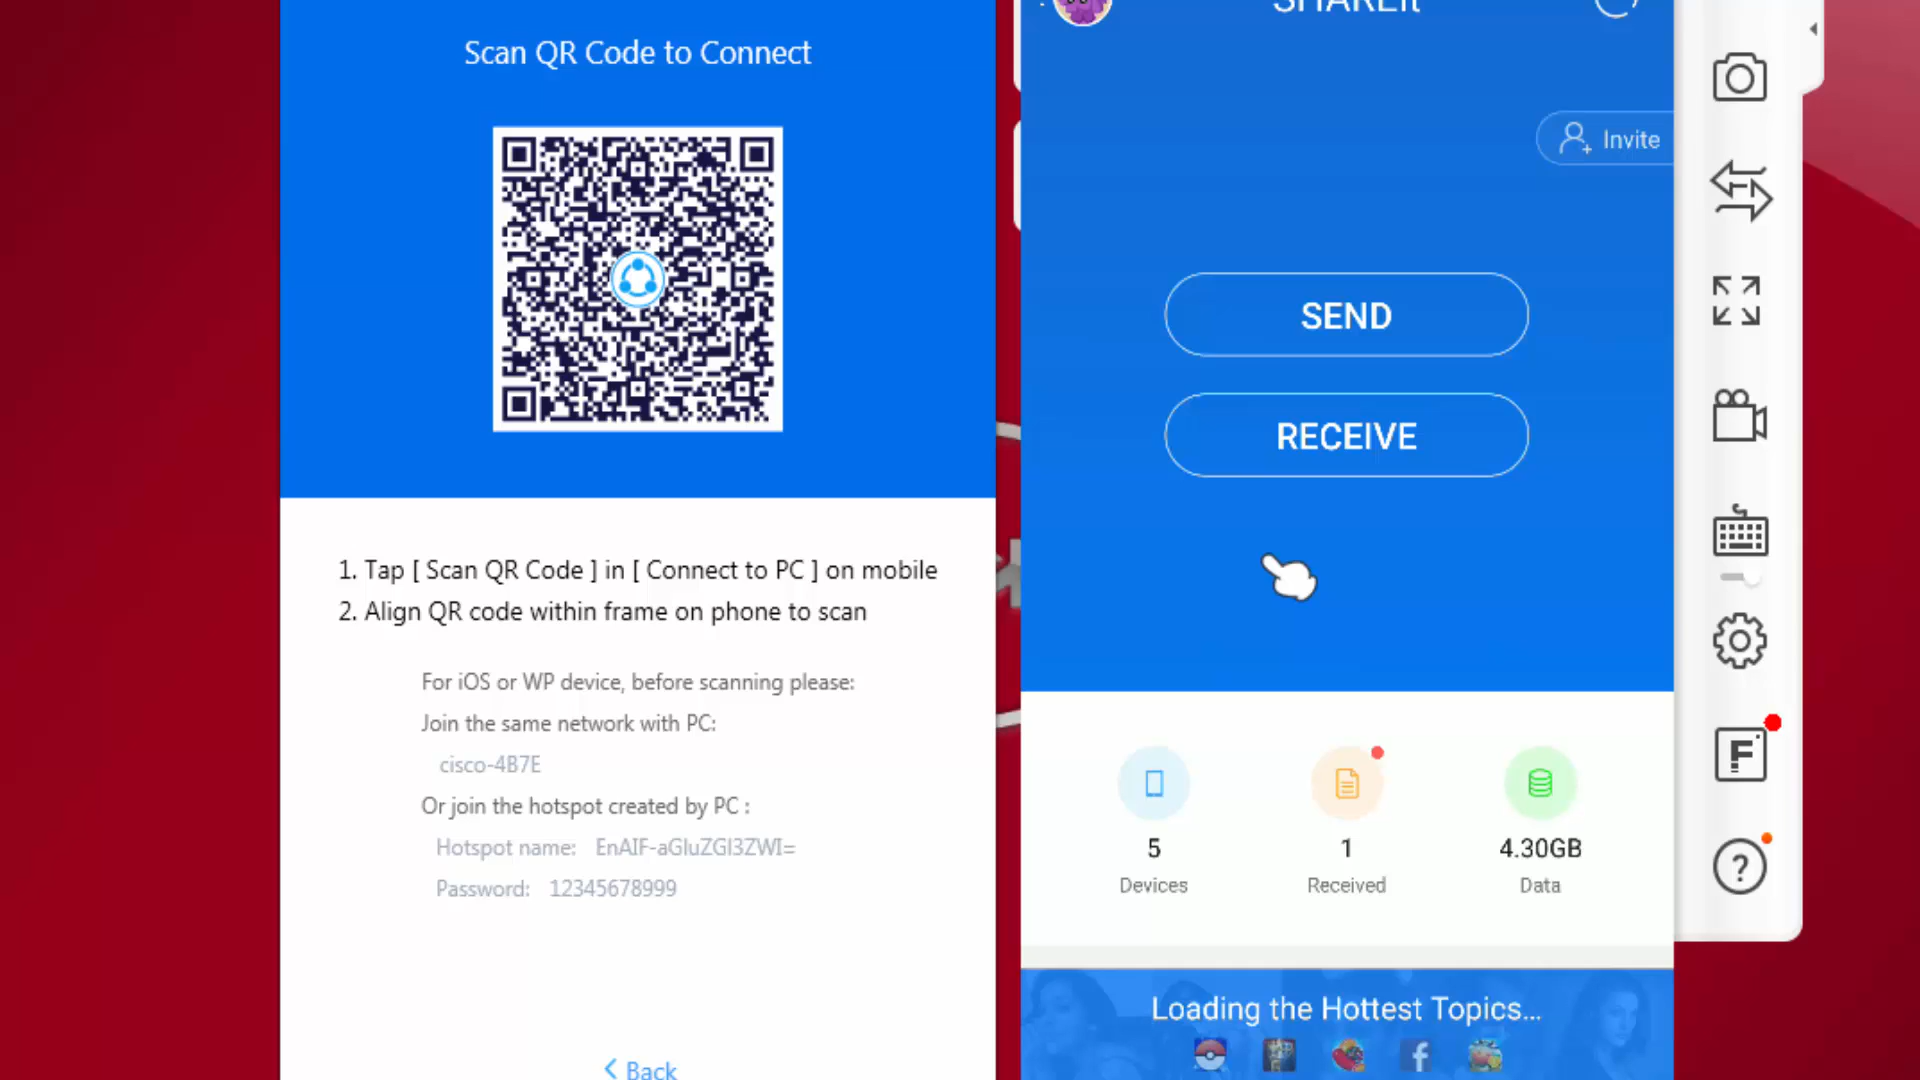 Scan QR Code to Connect
1. Tap [ Scan QR Code ] in [ Connect to PC ] on mobile
2. Align QR code within frame on phone to scan
For iOS or WP device, before scanning please:
Join the same network with PC:
cisco-4B7E
Or join the hotspot created by PC :
Hotspot name: EnAIF-aGluZGl3ZWI=
Password: 12345678999
Back
SHAREit
Invite
SEND
RECEIVE
5
Devices
1
Received
4.30GB
Data
Loading the Hottest Topics...